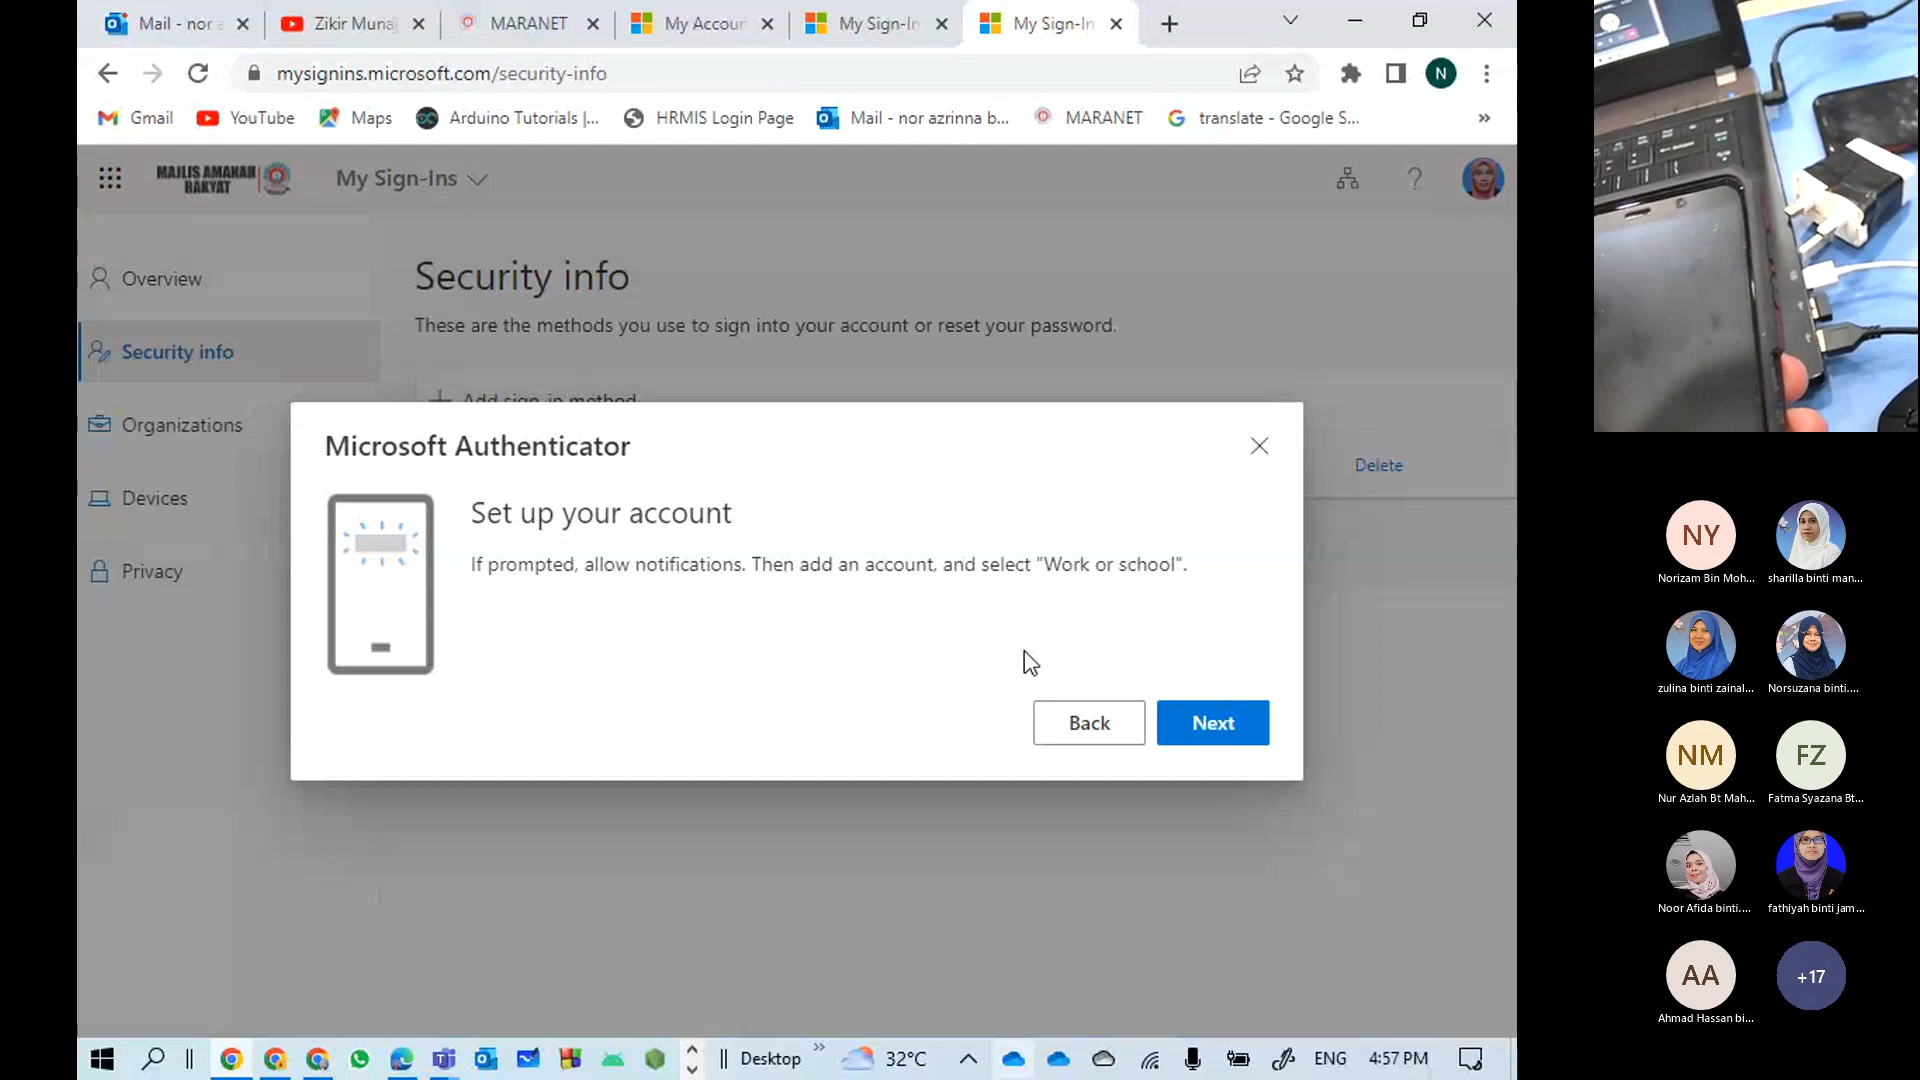 Mail - nor a
Zikir Munaj
MARANET
My Accoun
My Sign-In
My Sign-In
mysignins.microsoft.com/security-info
N
Gmail
YouTube
Maps
Arduino Tutorials |...
HRMIS Login Page
Mail - nor azrinna b...
MARANET
translate - Google S...
MAJLIS AMANAH
RAKYAT
My Sign-Ins
Overview
Security info
Organizations
Devices
Privacy
Security info
These are the methods you use to sign into your account or reset your password.
Add sign-in method
Delete
Microsoft Authenticator
Set up your account
If prompted, allow notifications. Then add an account, and select "Work or school".
Back
Next
NY
Norizam Bin Moh...
sharilla binti man...
zulina binti zainal...
Norsuzana binti....
NM
Nur Azlah Bt Mah...
FZ
Fatma Syazana Bt...
Noor Afida binti....
fathiyah binti jam...
AA
Ahmad Hassan bi...
+17
Desktop
32°C
ENG
4:57 PM